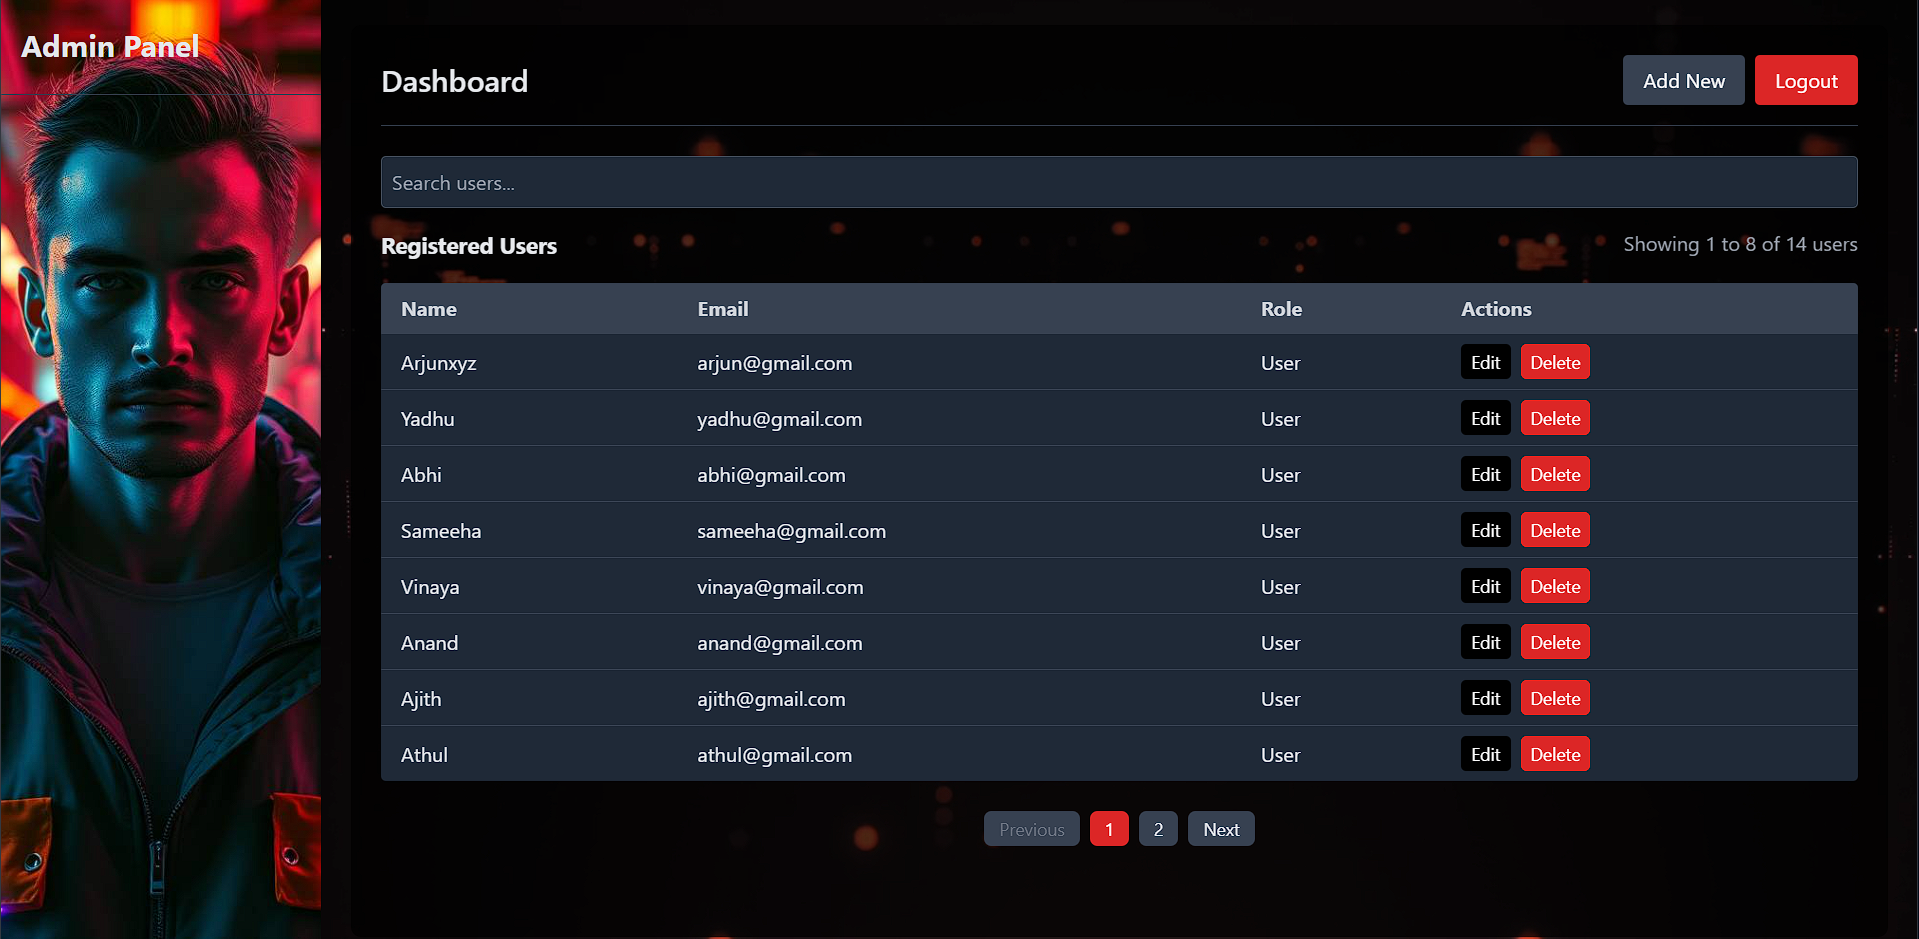 Admin Panel
Dashboard
Add New
Logout
Search users...
Registered Users
Showing 1 to 8 of 14 users
Name Email Role Actions
Arjunxyz arjun@gmail.com User Edit Delete
Yadhu yadhu@gmail.com User Edit Delete
Abhi abhi@gmail.com User Edit Delete
Sameeha sameeha@gmail.com User Edit Delete
Vinaya vinaya@gmail.com User Edit Delete
Anand anand@gmail.com User Edit Delete
Ajith ajith@gmail.com User Edit Delete
Athul athul@gmail.com User Edit Delete
Previous 1 2 Next